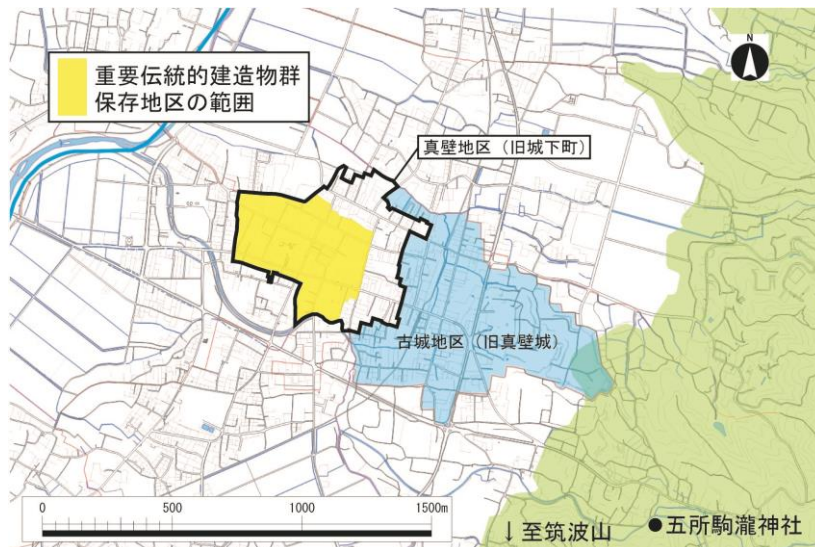 重要伝統的建造物群
保存地区の範囲
N
真壁地区（旧城下町）
古城地区（旧真壁城）
0 500 1000 1500m
↓至筑波山
●五所駒瀧神社